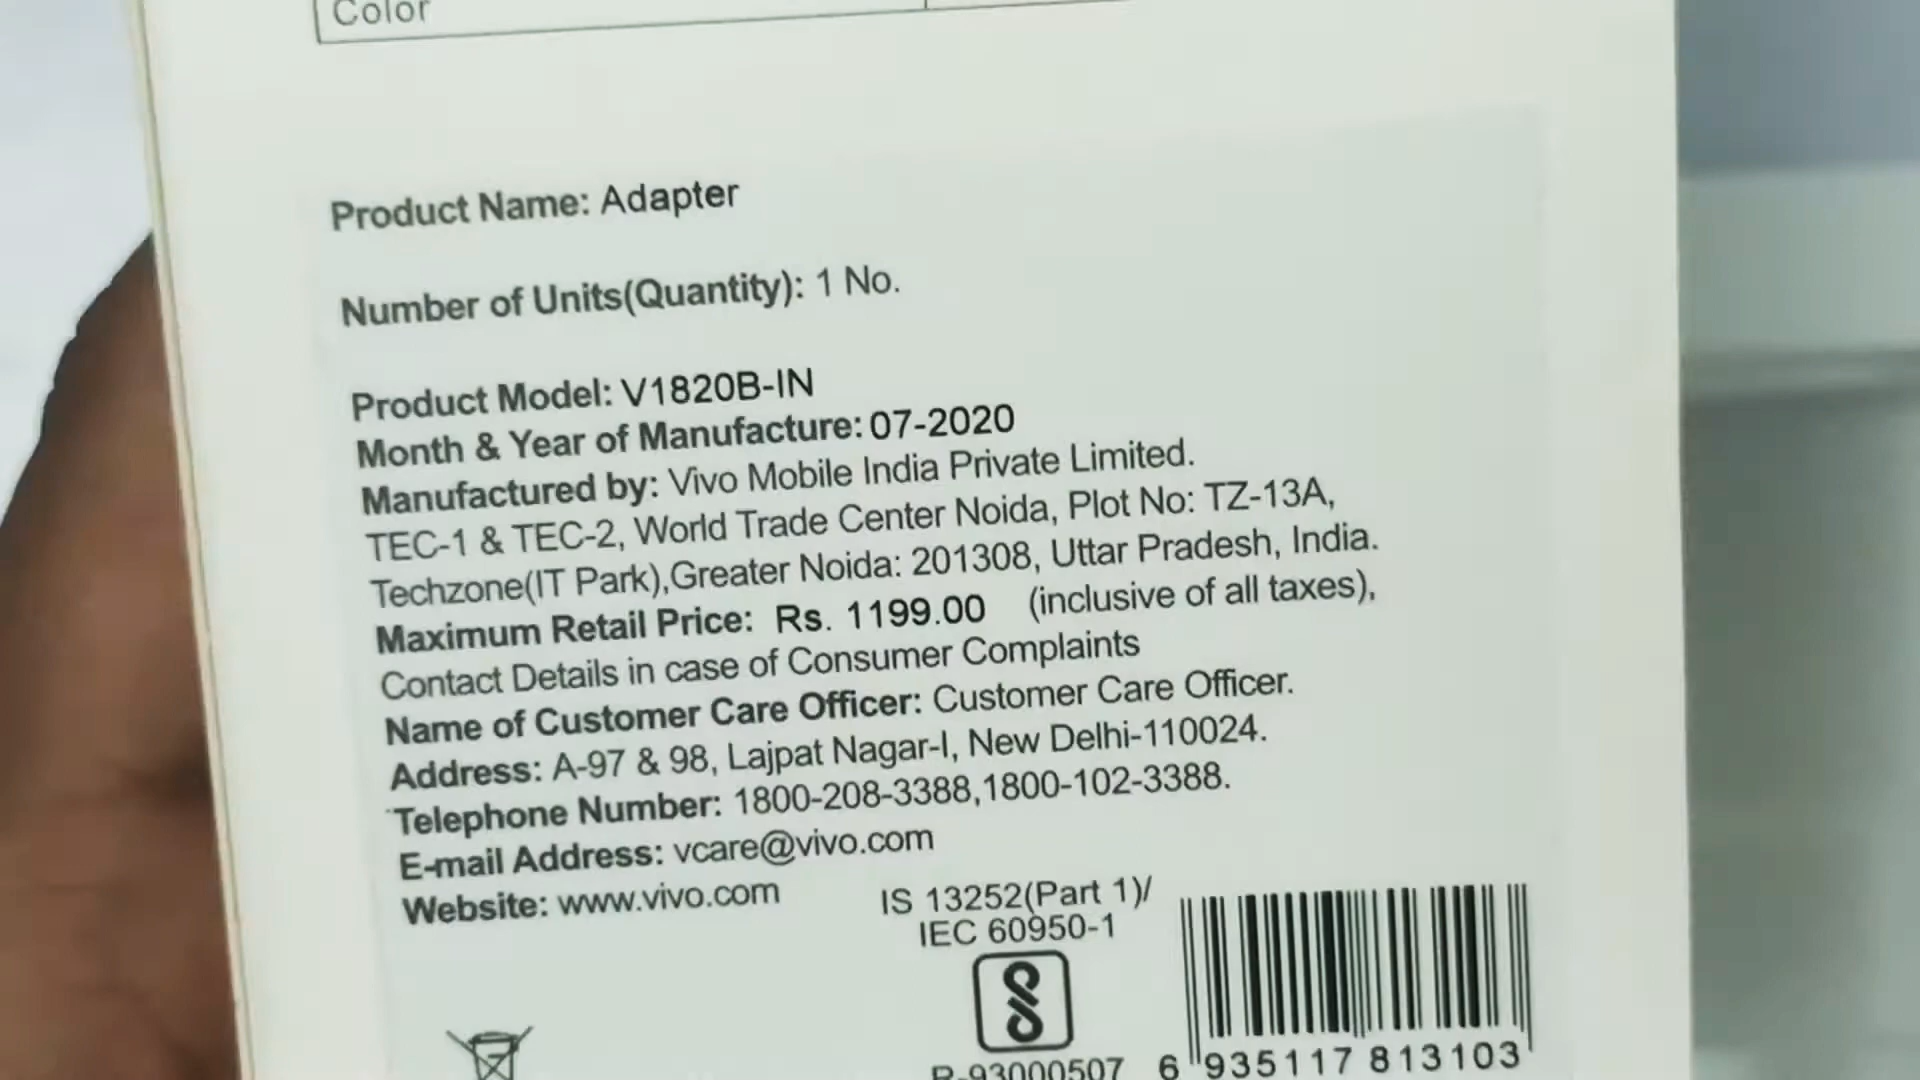 Color
Product Name: Adapter
Number of Units(Quantity): 1 No.
Product Model: V1820B-IN
Month & Year of Manufacture: 07-2020
Manufactured by: Vivo Mobile India Private Limited.
TEC-1 & TEC-2, World Trade Center Noida, Plot No: TZ-13A,
Techzone(IT Park),Greater Noida: 201308, Uttar Pradesh, India.
Maximum Retail Price: Rs. 1199.00 (inclusive of all taxes),
Contact Details in case of Consumer Complaints
Name of Customer Care Officer: Customer Care Officer.
Address: A-97 & 98, Lajpat Nagar-I, New Delhi-110024.
Telephone Number: 1800-208-3388,1800-102-3388.
E-mail Address: vcare@vivo.com
Website: www.vivo.com
IS 13252(Part 1)/
IEC 60950-1
R-93000507
6 935117 813103